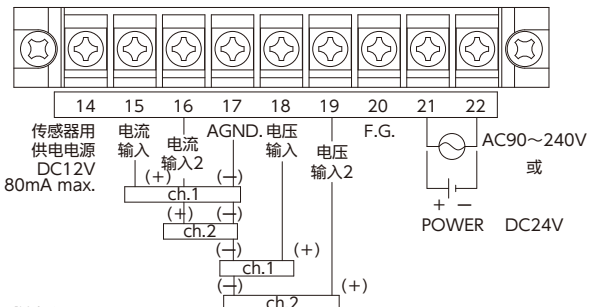 14 15 16 17 18 19 20 21 22
传感器用
供电电源
DC12V
80mA max.
电流
输入
电流
输入2
AGND.
电压
输入
电压
输入2
F.G.
AC90～240V
或
+ −
POWER DC24V
(+) (−)
ch.1
(+) (−)
ch.2
(−) (+)
ch.1
(−) (+)
ch.2